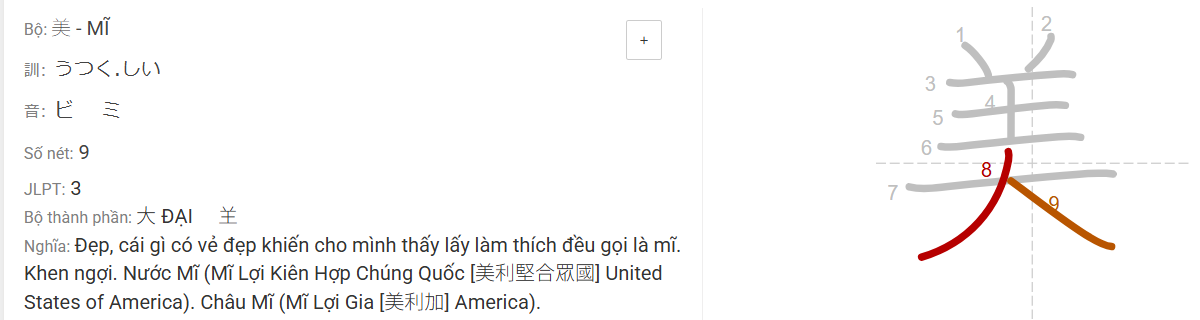 Bộ: 美 - MĨ
+
訓: うつく.しい
音: ビ ミ
Số nét: 9
JLPT: 3
Bộ thành phần: 大 ĐẠI 𦍌
Nghĩa: Đẹp, cái gì có vẻ đẹp khiến cho mình thấy lấy làm thích đều gọi là mĩ.
Khen ngợi. Nước Mĩ (Mĩ Lợi Kiên Hợp Chúng Quốc [美利堅合眾國] United
States of America). Châu Mĩ (Mĩ Lợi Gia [美利加] America).
美
1
2
3
4
5
6
7
8
9